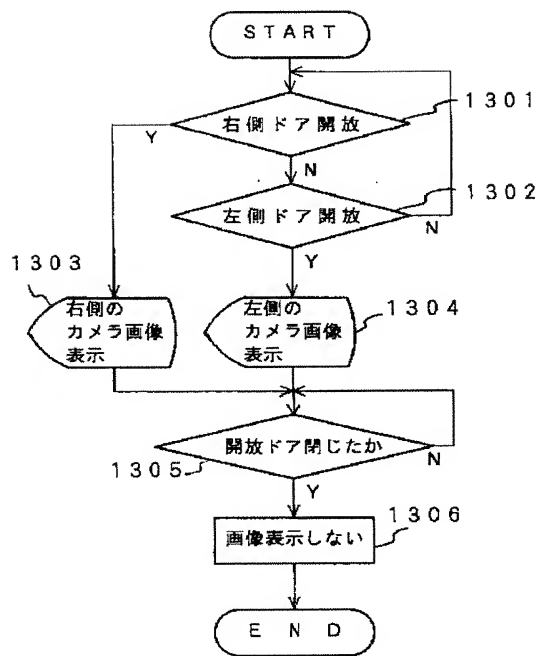 ＳＴＡＲＴ
１３０１
右側ドア開放
Y
N
１３０２
左側ドア開放
N
Y
１３０３
右側の
カメラ画像
表示
左側の
カメラ画像
表示
１３０４
開放ドア閉じたか
N
１３０５
Y
１３０６
画像表示しない
ＥＮＤ